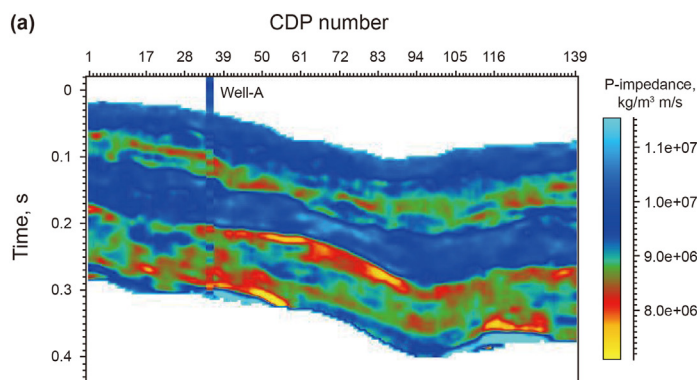 (a)
CDP number
1 17 28 39 50 61 72 83 94 105 116 139
Well-A
P-impedance,
kg/m³ m/s
0
0.1
0.2
0.3
0.4
Time, s
1.1e+07
1.0e+07
9.0e+06
8.0e+06